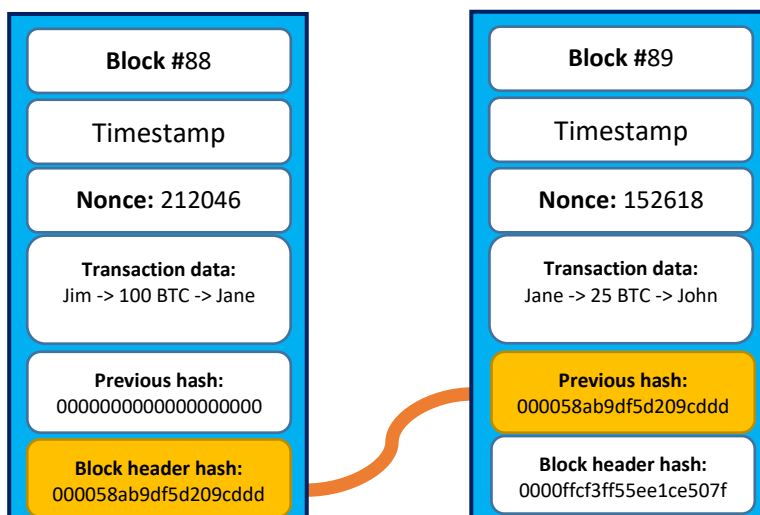 Block #88
Timestamp
Nonce: 212046
Transaction data:
Jim -> 100 BTC -> Jane
Previous hash:
0000000000000000000
Block header hash:
000058ab9df5d209cddd
Block #89
Timestamp
Nonce: 152618
Transaction data:
Jane -> 25 BTC -> John
Previous hash:
000058ab9df5d209cddd
Block header hash:
0000ffcf3ff55ee1ce507f